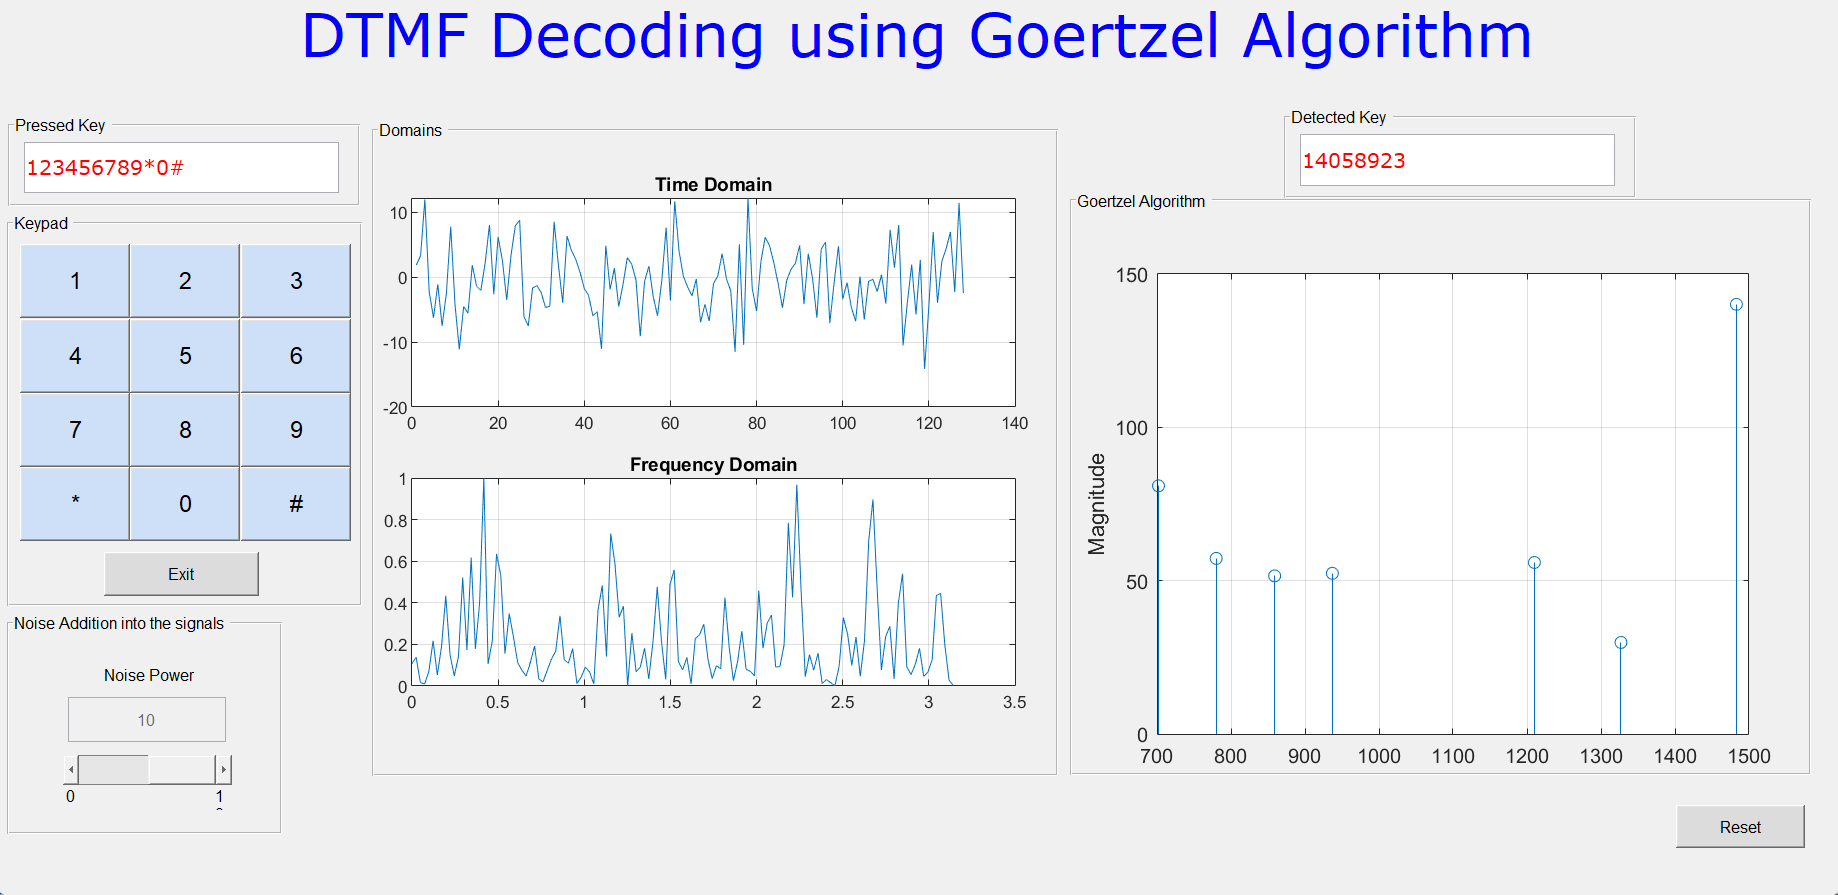 DTMF Decoding using Goertzel Algorithm
Pressed Key
123456789*0#
Keypad
1 2 3
4 5 6
7 8 9
* 0 #
Exit
Noise Addition into the signals
Noise Power
10
0 1
Domains
Time Domain
10
0
-10
-20
0 20 40 60 80 100 120 140
Frequency Domain
1
0.8
0.6
0.4
0.2
0
0 0.5 1 1.5 2 2.5 3 3.5
Detected Key
14058923
Goertzel Algorithm
150
100
50
0
Magnitude
700 800 900 1000 1100 1200 1300 1400 1500
Reset